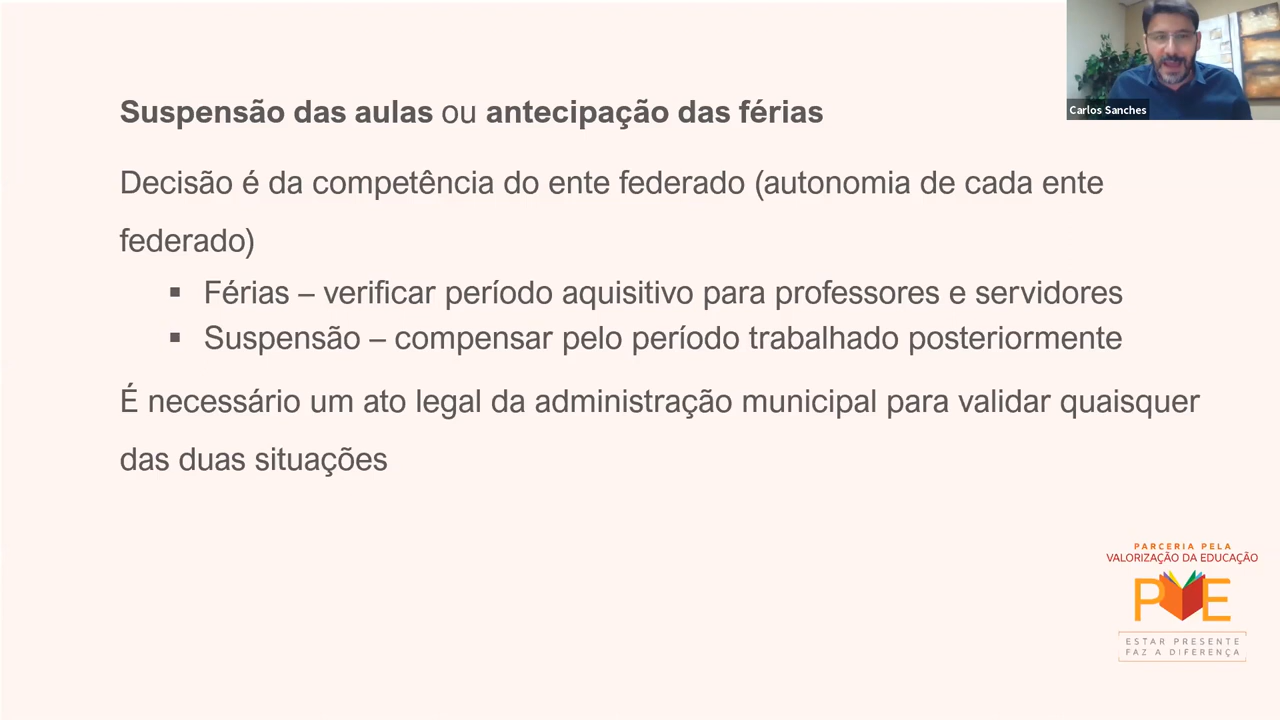 Suspensão das aulas ou antecipação das férias
Carlos Sanches
Decisão é da competência do ente federado (autonomia de cada ente
federado)
▪ Férias – verificar período aquisitivo para professores e servidores
▪ Suspensão – compensar pelo período trabalhado posteriormente
É necessário um ato legal da administração municipal para validar quaisquer
das duas situações
PARCERIA PELA
VALORIZAÇÃO DA EDUCAÇÃO
PVE
ESTAR PRESENTE
FAZ A DIFERENÇA